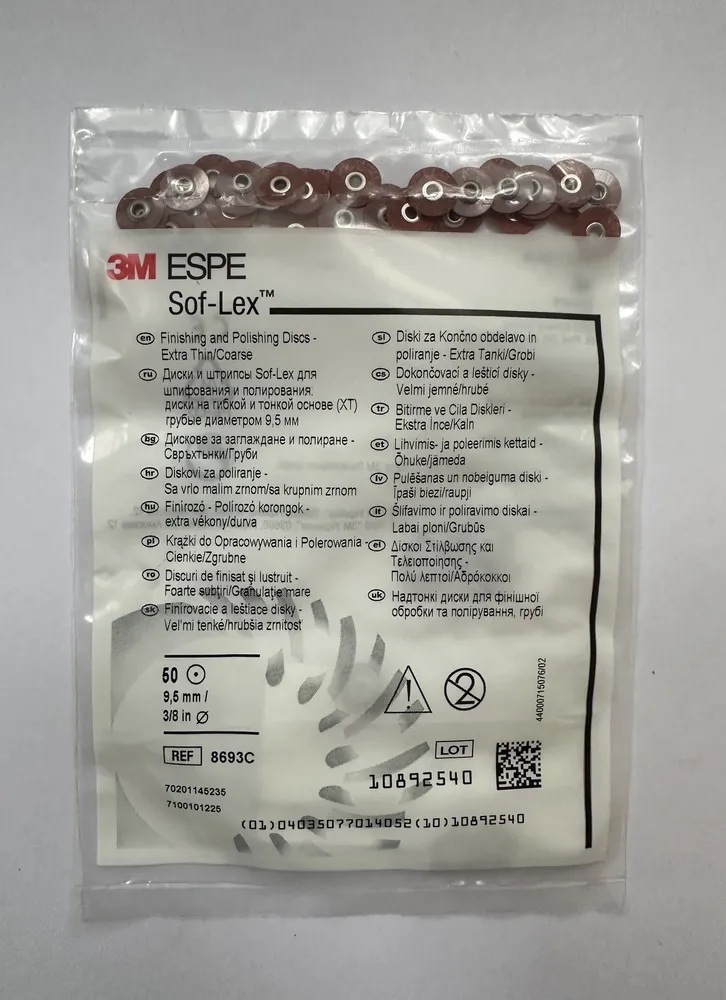 3M ESPE
Sof-Lex™
en Finishing and Polishing Discs -
Extra Thin/Coarse
ru Диски и штрипсы Sof-Lex для
шлифования и полирования:
диски на гибкой и тонкой основе (XT)
грубые диаметром 9,5 мм
bg Дискове за заглаждане и полиране -
Свръхтънки/Груби
hr Diskovi za poliranje -
Sa vrlo malim zrnom/sa krupnim zrnom
hu Finírozó - Polírozó korongok -
extra vékony/durva
pl Krążki do Opracowywania i Polerowania -
Cienkie/Zgrubne
ro Discuri de finisat şi lustruit -
Foarte subţiri/Granulaţie mare
sk Finírovacie a leštiace disky -
Veľmi tenké/hrubšia zrnitosť
sl Diski za Končno obdelavo in
poliranje - Extra Tanki/Grobi
cs Dokončovací a leštící disky -
Velmi jemné/hrubé
tr Bitirme ve Cila Diskleri -
Ekstra İnce/Kaln
et Lihvimis- ja poleerimis kettaid -
Õhuke/jämeda
lv Pulēšanas un nobeiguma diski -
Īpaši biezi/raupji
lt Šlifavimo ir poliravimo diskai -
Labai ploni/Grubūs
el Δίσκοι Στίλβωσης και
Τελειοποίησης -
Πολύ λεπτοί/Αδρόκοκκοι
uk Надтонкі диски для фінішної
обробки та полірування, грубі
50
9,5 mm /
3/8 in Ø
REF 8693C
70201145235
7100101225
2
LOT
10892540
44000715076/02
(01)04035077014052(10)10892540